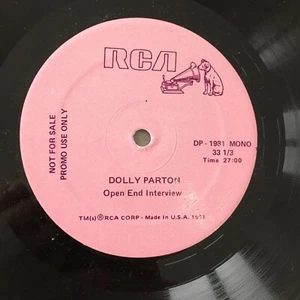 RCA
NOT FOR SALE
PROMO USE ONLY
DP - 1981 MONO
33 1/3
Time 27:00
DOLLY PARTON
Open End Interview
TM(s)®RCA CORP - Made in U.S.A.